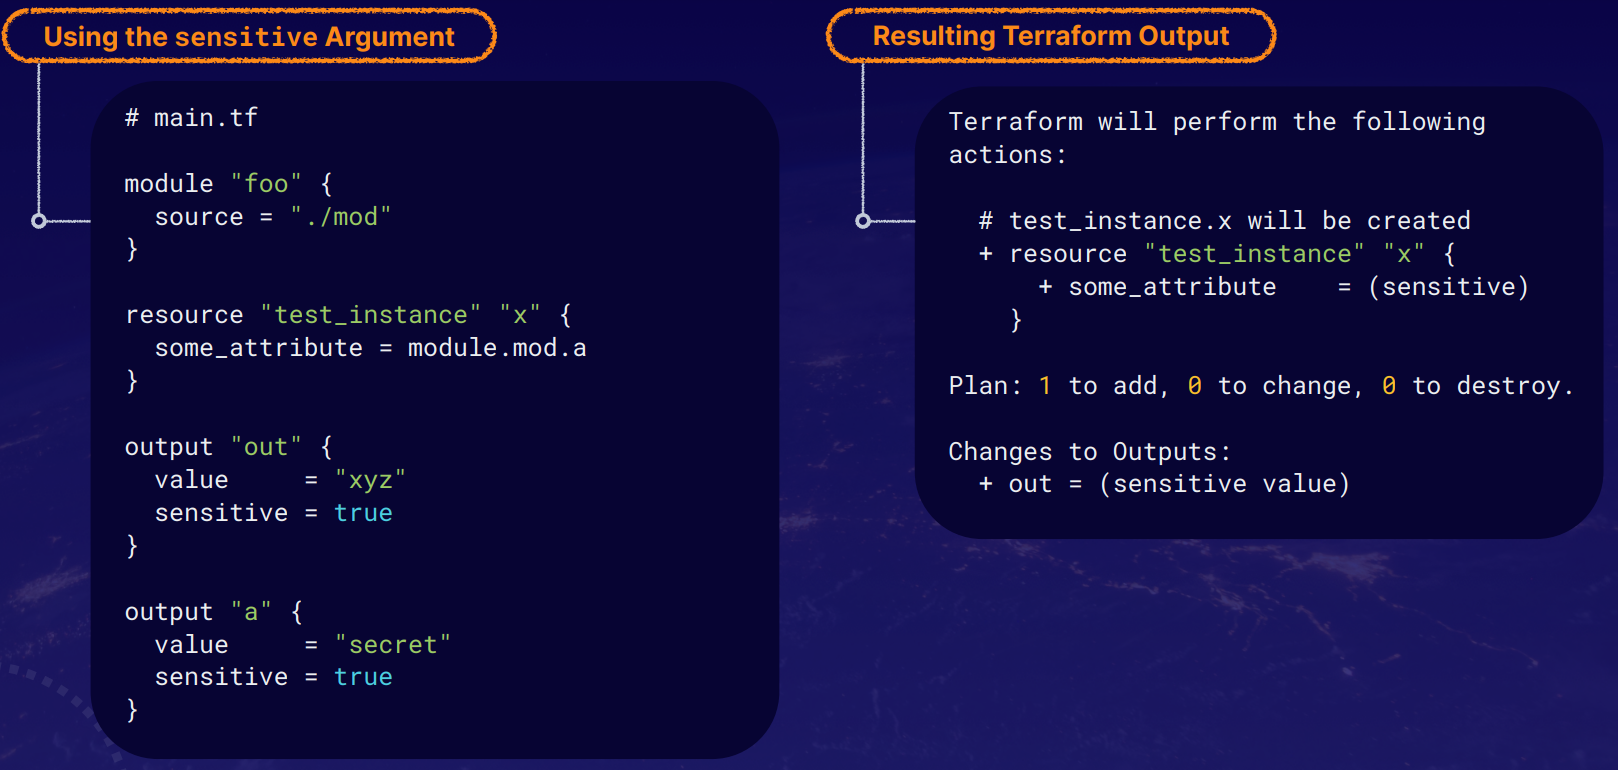 Using the sensitive Argument
# main.tf
module "foo" {
  source = "./mod"
}
resource "test_instance" "x" {
  some_attribute = module.mod.a
}
output "out" {
  value     = "xyz"
  sensitive = true
}
output "a" {
  value     = "secret"
  sensitive = true
}
Resulting Terraform Output
Terraform will perform the following
actions:
  # test_instance.x will be created
  + resource "test_instance" "x" {
      + some_attribute    = (sensitive)
    }
Plan: 1 to add, 0 to change, 0 to destroy.
Changes to Outputs:
  + out = (sensitive value)